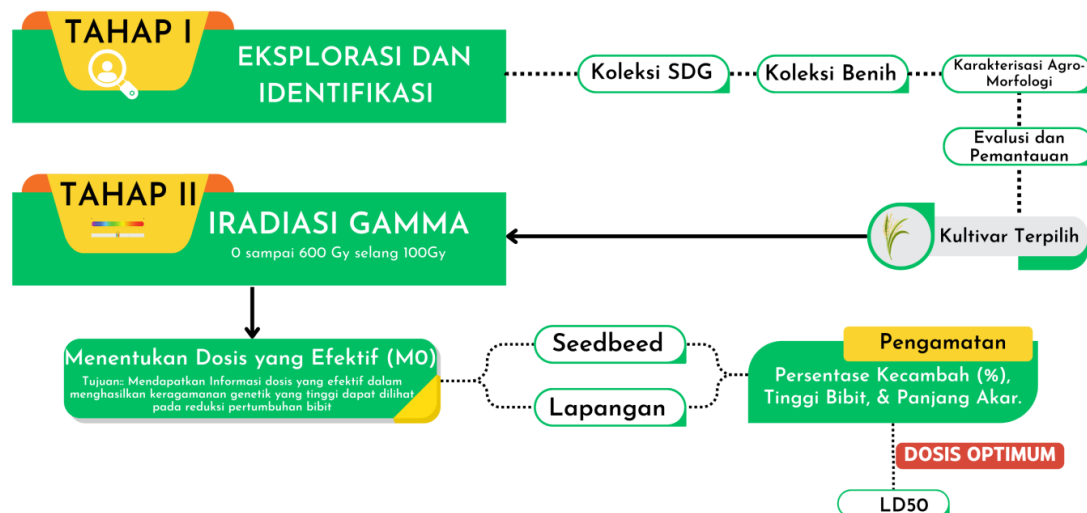 TAHAP I
EKSPLORASI DAN
IDENTIFIKASI
Koleksi SDG
Koleksi Benih
Karakterisasi Agro-
Morfologi
Evalusi dan
Pemantauan
Kultivar Terpilih
TAHAP II
IRADIASI GAMMA
0 sampai 600 Gy selang 100Gy
Menentukan Dosis yang Efektif (M0)
Tujuan:: Mendapatkan Informasi dosis yang efektif dalam
menghasilkan keragamanan genetik yang tinggi dapat dilihat
pada reduksi pertumbuhan bibit
Seedbeed
Lapangan
Pengamatan
Persentase Kecambah (%),
Tinggi Bibit, & Panjang Akar.
DOSIS OPTIMUM
LD50